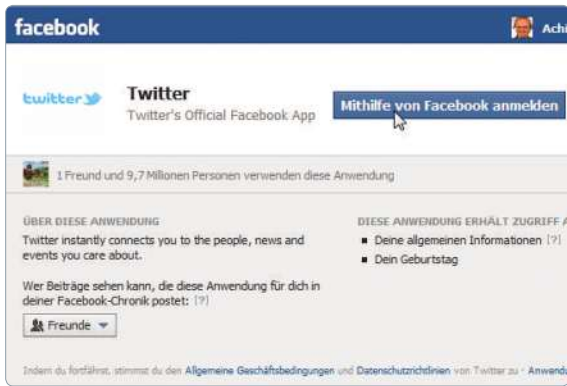 facebook
Achi
twitter
Twitter
Twitter's Official Facebook App
Mithilfe von Facebook anmelden
1 Freund und 9,7 Millionen Personen verwenden diese Anwendung
ÜBER DIESE ANWENDUNG
Twitter instantly connects you to the people, news and
events you care about.
Wer Beiträge sehen kann, die diese Anwendung für dich in
deiner Facebook-Chronik postet: [?]
Freunde
DIESE ANWENDUNG ERHÄLT ZUGRIFF A
Deine allgemeinen Informationen [?]
Dein Geburtstag
Indem du fortfährst, stimmst du den Allgemeine Geschäftsbedingungen und Datenschutzrichtlinien von Twitter zu · Anwendu